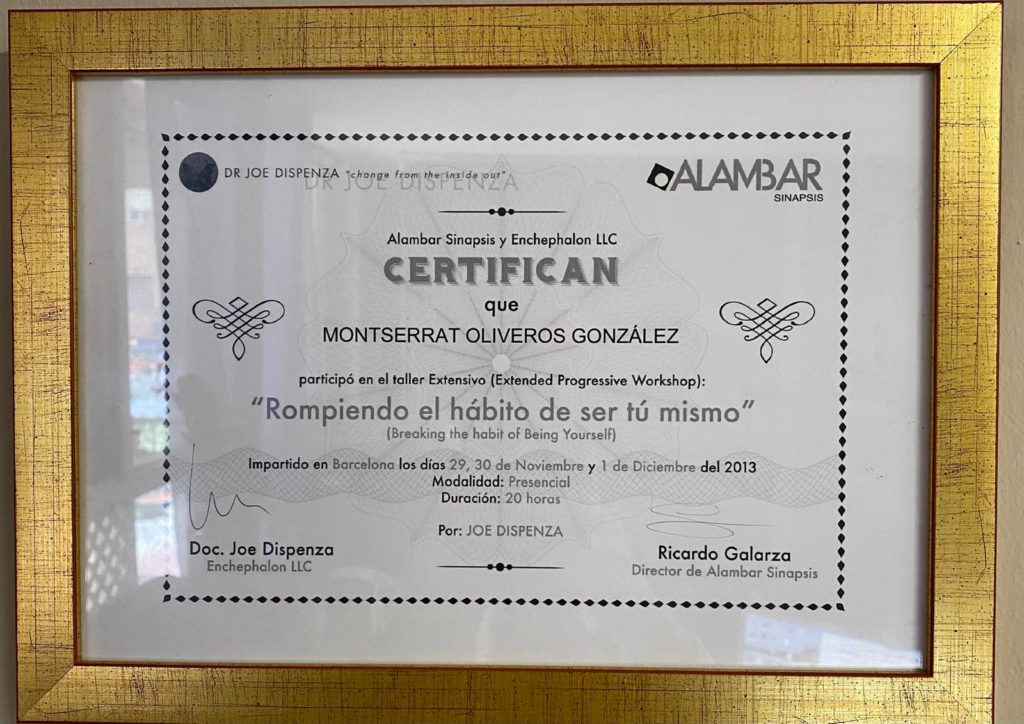 DR JOE DISPENZA "change from the inside out"
DR JOE DISPENZA
ALAMBAR
SINAPSIS
Alambar Sinapsis y Enchephalon LLC
CERTIFICAN
que
MONTSERRAT OLIVEROS GONZÁLEZ
participó en el taller Extensivo (Extended Progressive Workshop):
"Rompiendo el hábito de ser tú mismo"
(Breaking the habit of Being Yourself)
Impartido en Barcelona los días 29, 30 de Noviembre y 1 de Diciembre del 2013
Modalidad: Presencial
Duración: 20 horas
Por: JOE DISPENZA
Doc. Joe Dispenza
Enchephalon LLC
Ricardo Galarza
Director de Alambar Sinapsis